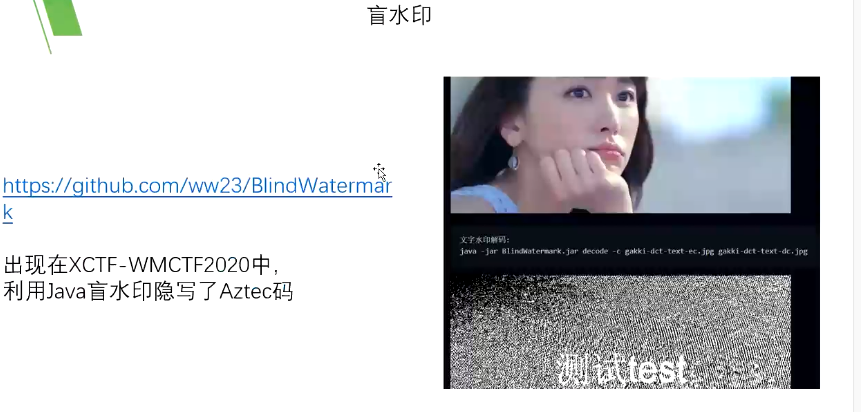 盲水印
https://github.com/ww23/BlindWatermar
k
出现在XCTF-WMCTF2020中，
利用Java盲水印隐写了Aztec码
文字水印解码：
java -jar BlindWatermark.jar decode -c gakki-dct-text-ec.jpg gakki-dct-text-dc.jpg
测试test